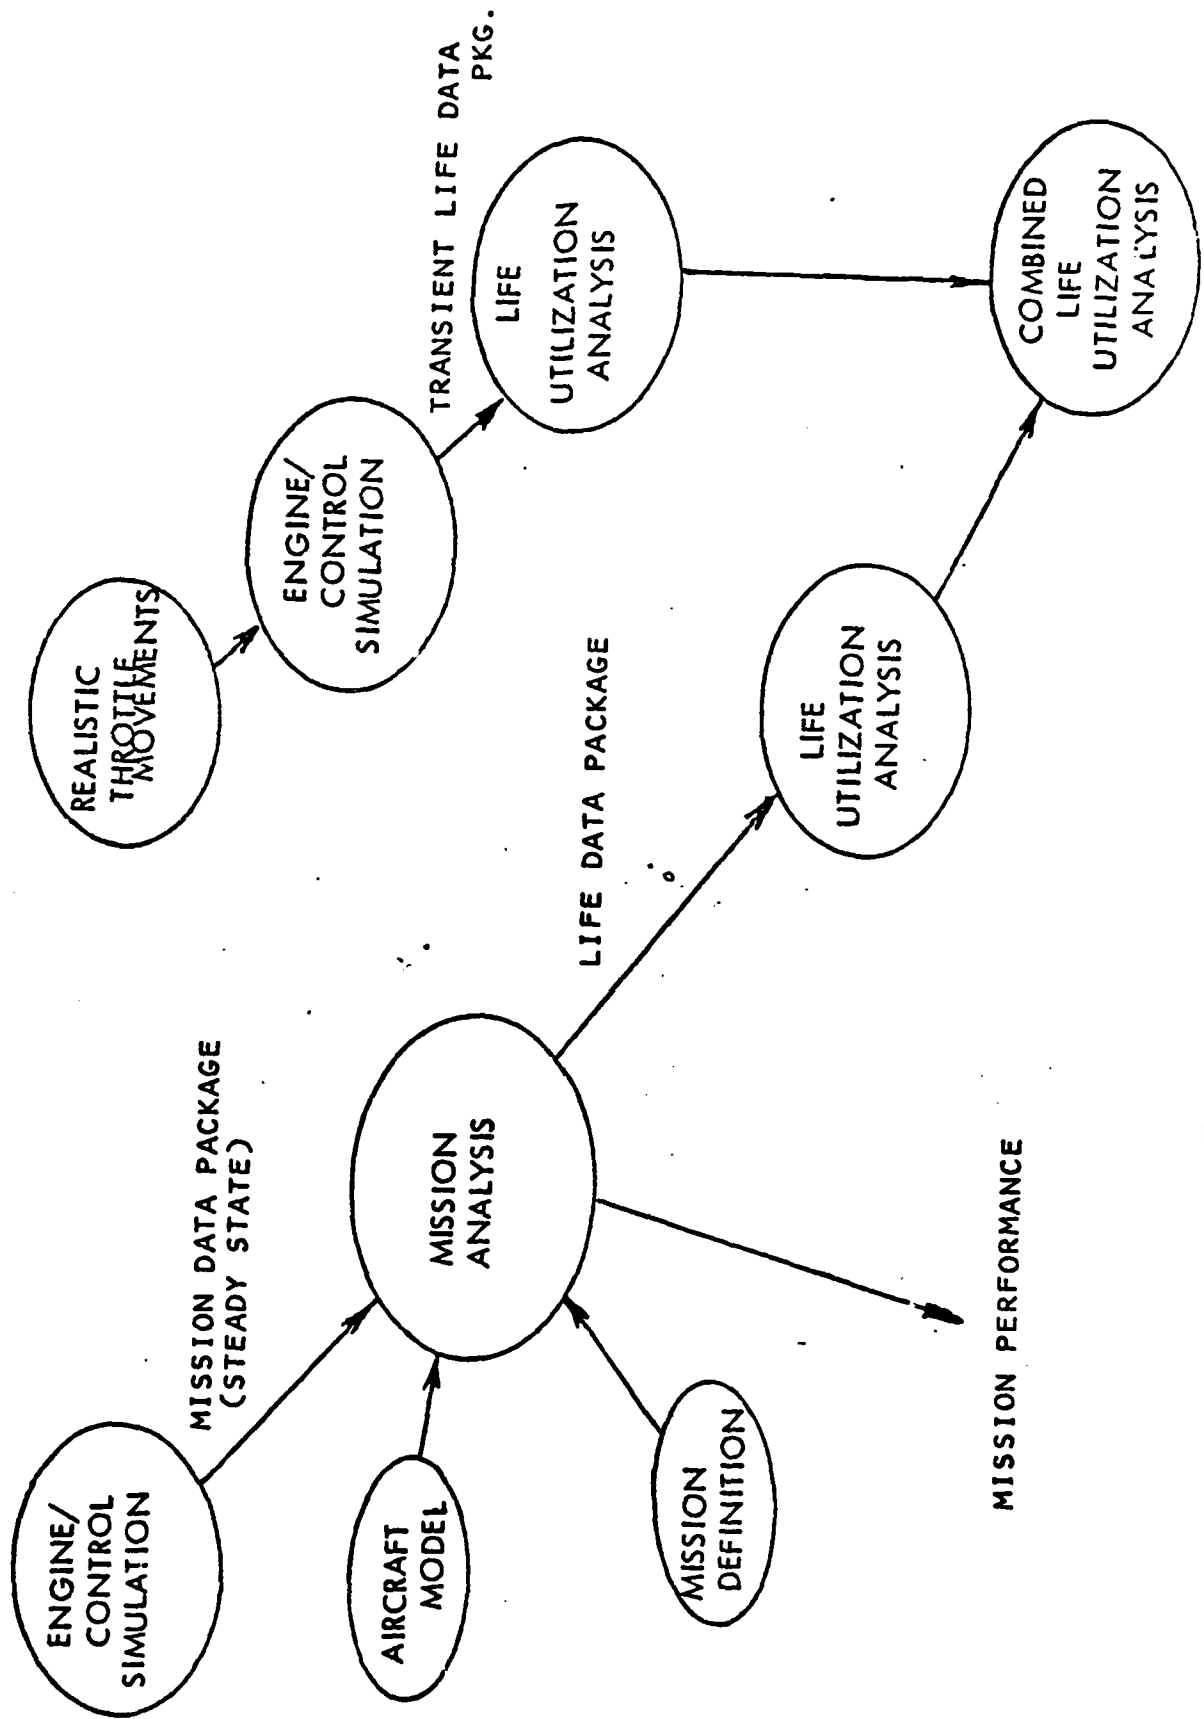 ENGINE/
CONTROL
SIMULATION
MISSION DATA PACKAGE
(STEADY STATE)
AIRCRAFT
MODEL
MISSION
DEFINITION
MISSION
ANALYSIS
MISSION PERFORMANCE
LIFE DATA PACKAGE
LIFE
UTILIZATION
ANALYSIS
REALISTIC
THROTTLE
MOVEMENTS
ENGINE/
CONTROL
SIMULATION
TRANSIENT LIFE DATA
PKG.
LIFE
UTILIZATION
ANALYSIS
COMBINED
LIFE
UTILIZATION
ANALYSIS